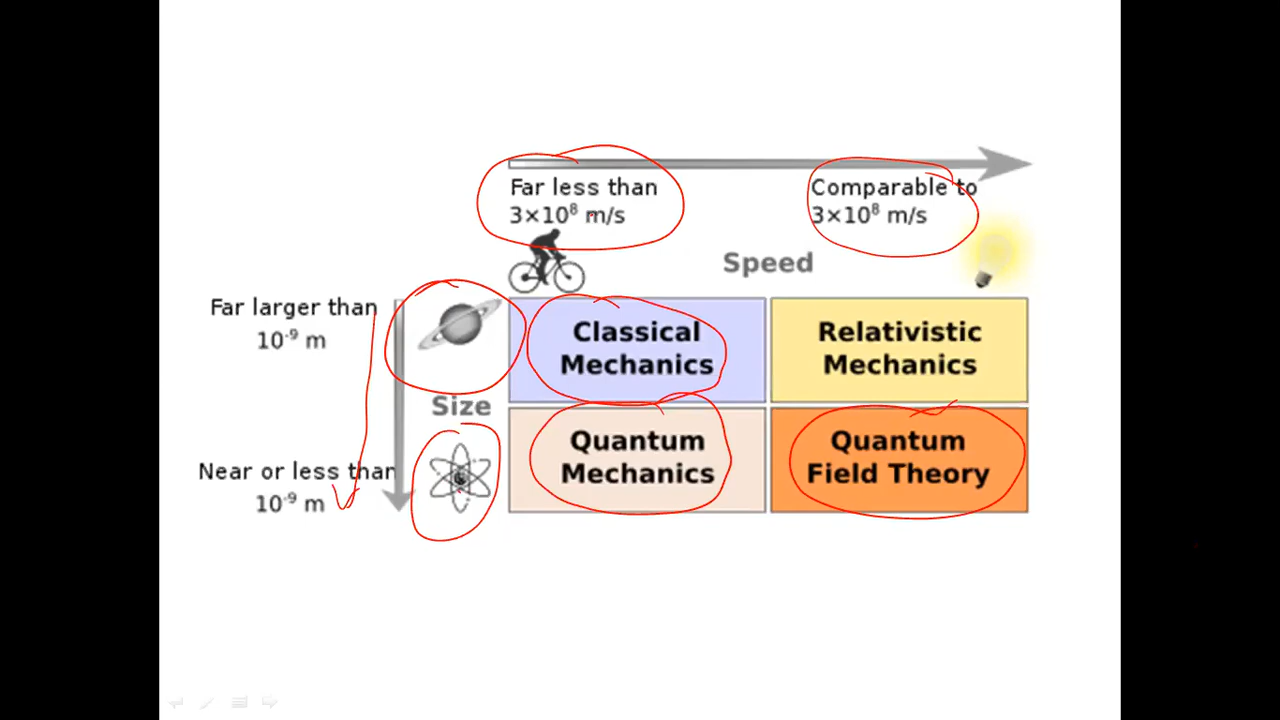 Far less than
3×10⁸ m/s
Comparable to
3×10⁸ m/s
Speed
Far larger than
10⁻⁹ m
Classical
Mechanics
Relativistic
Mechanics
Size
Near or less than
10⁻⁹ m
Quantum
Mechanics
Quantum
Field Theory